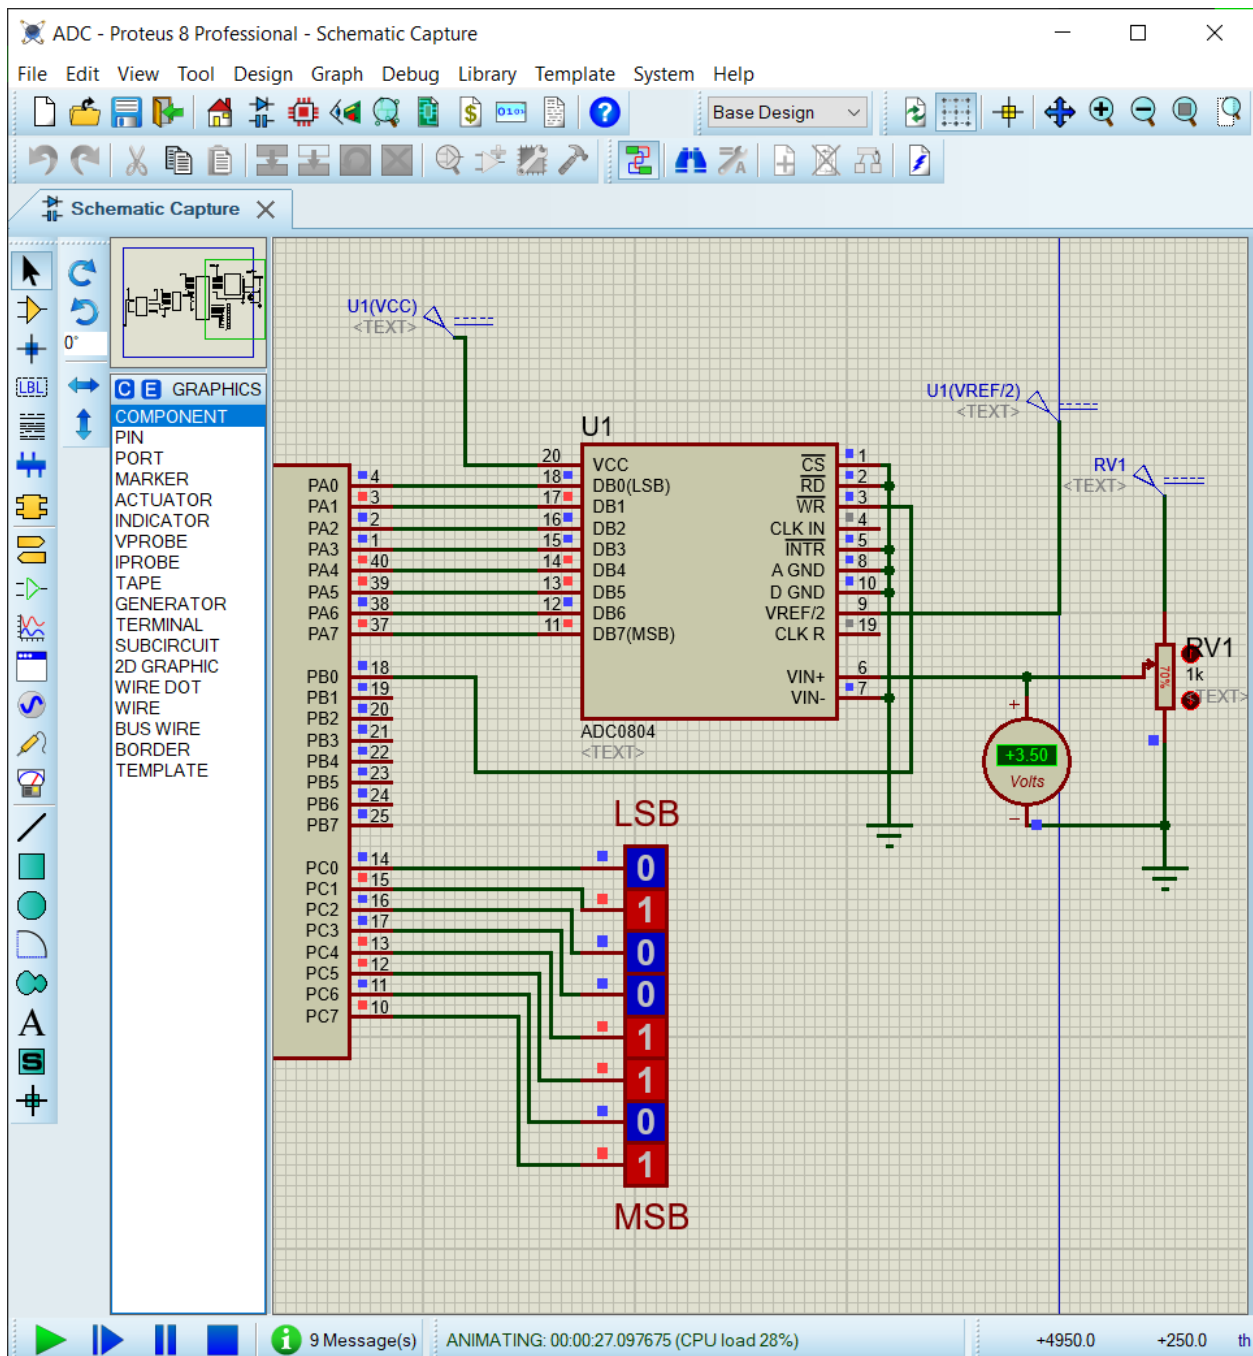 ADC - Proteus 8 Professional - Schematic Capture
File Edit View Tool Design Graph Debug Library Template System Help
$ 0101 ? Base Design
A
Schematic Capture
0°
LBL
C E GRAPHICS
COMPONENT
PIN
PORT
MARKER
ACTUATOR
INDICATOR
VPROBE
IPROBE
TAPE
GENERATOR
TERMINAL
SUBCIRCUIT
2D GRAPHIC
WIRE DOT
WIRE
BUS WIRE
BORDER
TEMPLATE
A
S
U1(VCC)
<TEXT>
U1(VREF/2)
<TEXT>
RV1
<TEXT>
PA0 4
PA1 3
PA2 2
PA3 1
PA4 40
PA5 39
PA6 38
PA7 37
PB0 18
PB1 19
PB2 20
PB3 21
PB4 22
PB5 23
PB6 24
PB7 25
PC0 14
PC1 15
PC2 16
PC3 17
PC4 13
PC5 12
PC6 11
PC7 10
U1
20 VCC
18 DB0(LSB)
17 DB1
16 DB2
15 DB3
14 DB4
13 DB5
12 DB6
11 DB7(MSB)
CS 1
RD 2
WR 3
CLK IN 4
INTR 5
A GND 8
D GND 10
VREF/2 9
CLK R 19
VIN+ 6
VIN- 7
ADC0804
<TEXT>
RV1
1k
<TEXT>
70%
+
+3.50
Volts
−
LSB
0
1
0
0
1
1
0
1
MSB
9 Message(s) ANIMATING: 00:00:27.097675 (CPU load 28%) +4950.0 +250.0 th